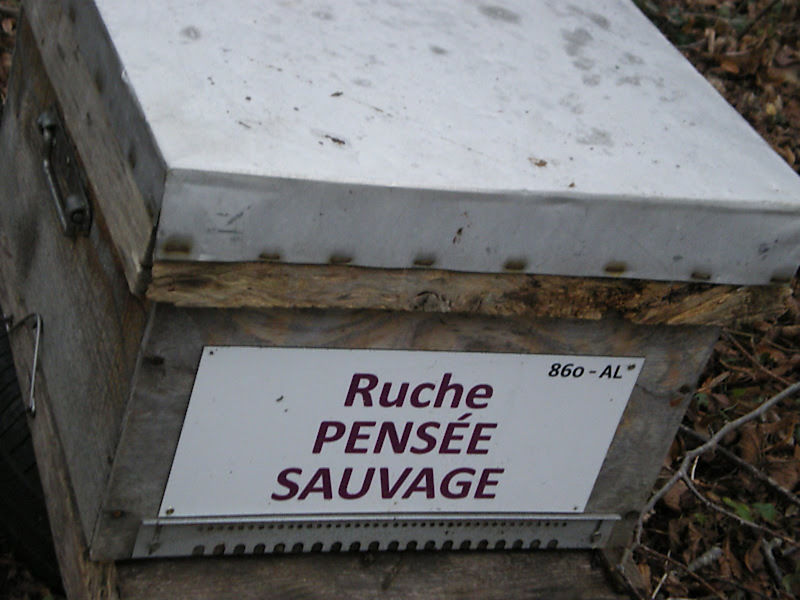 860 - AL
Ruche
PENSÉE
SAUVAGE